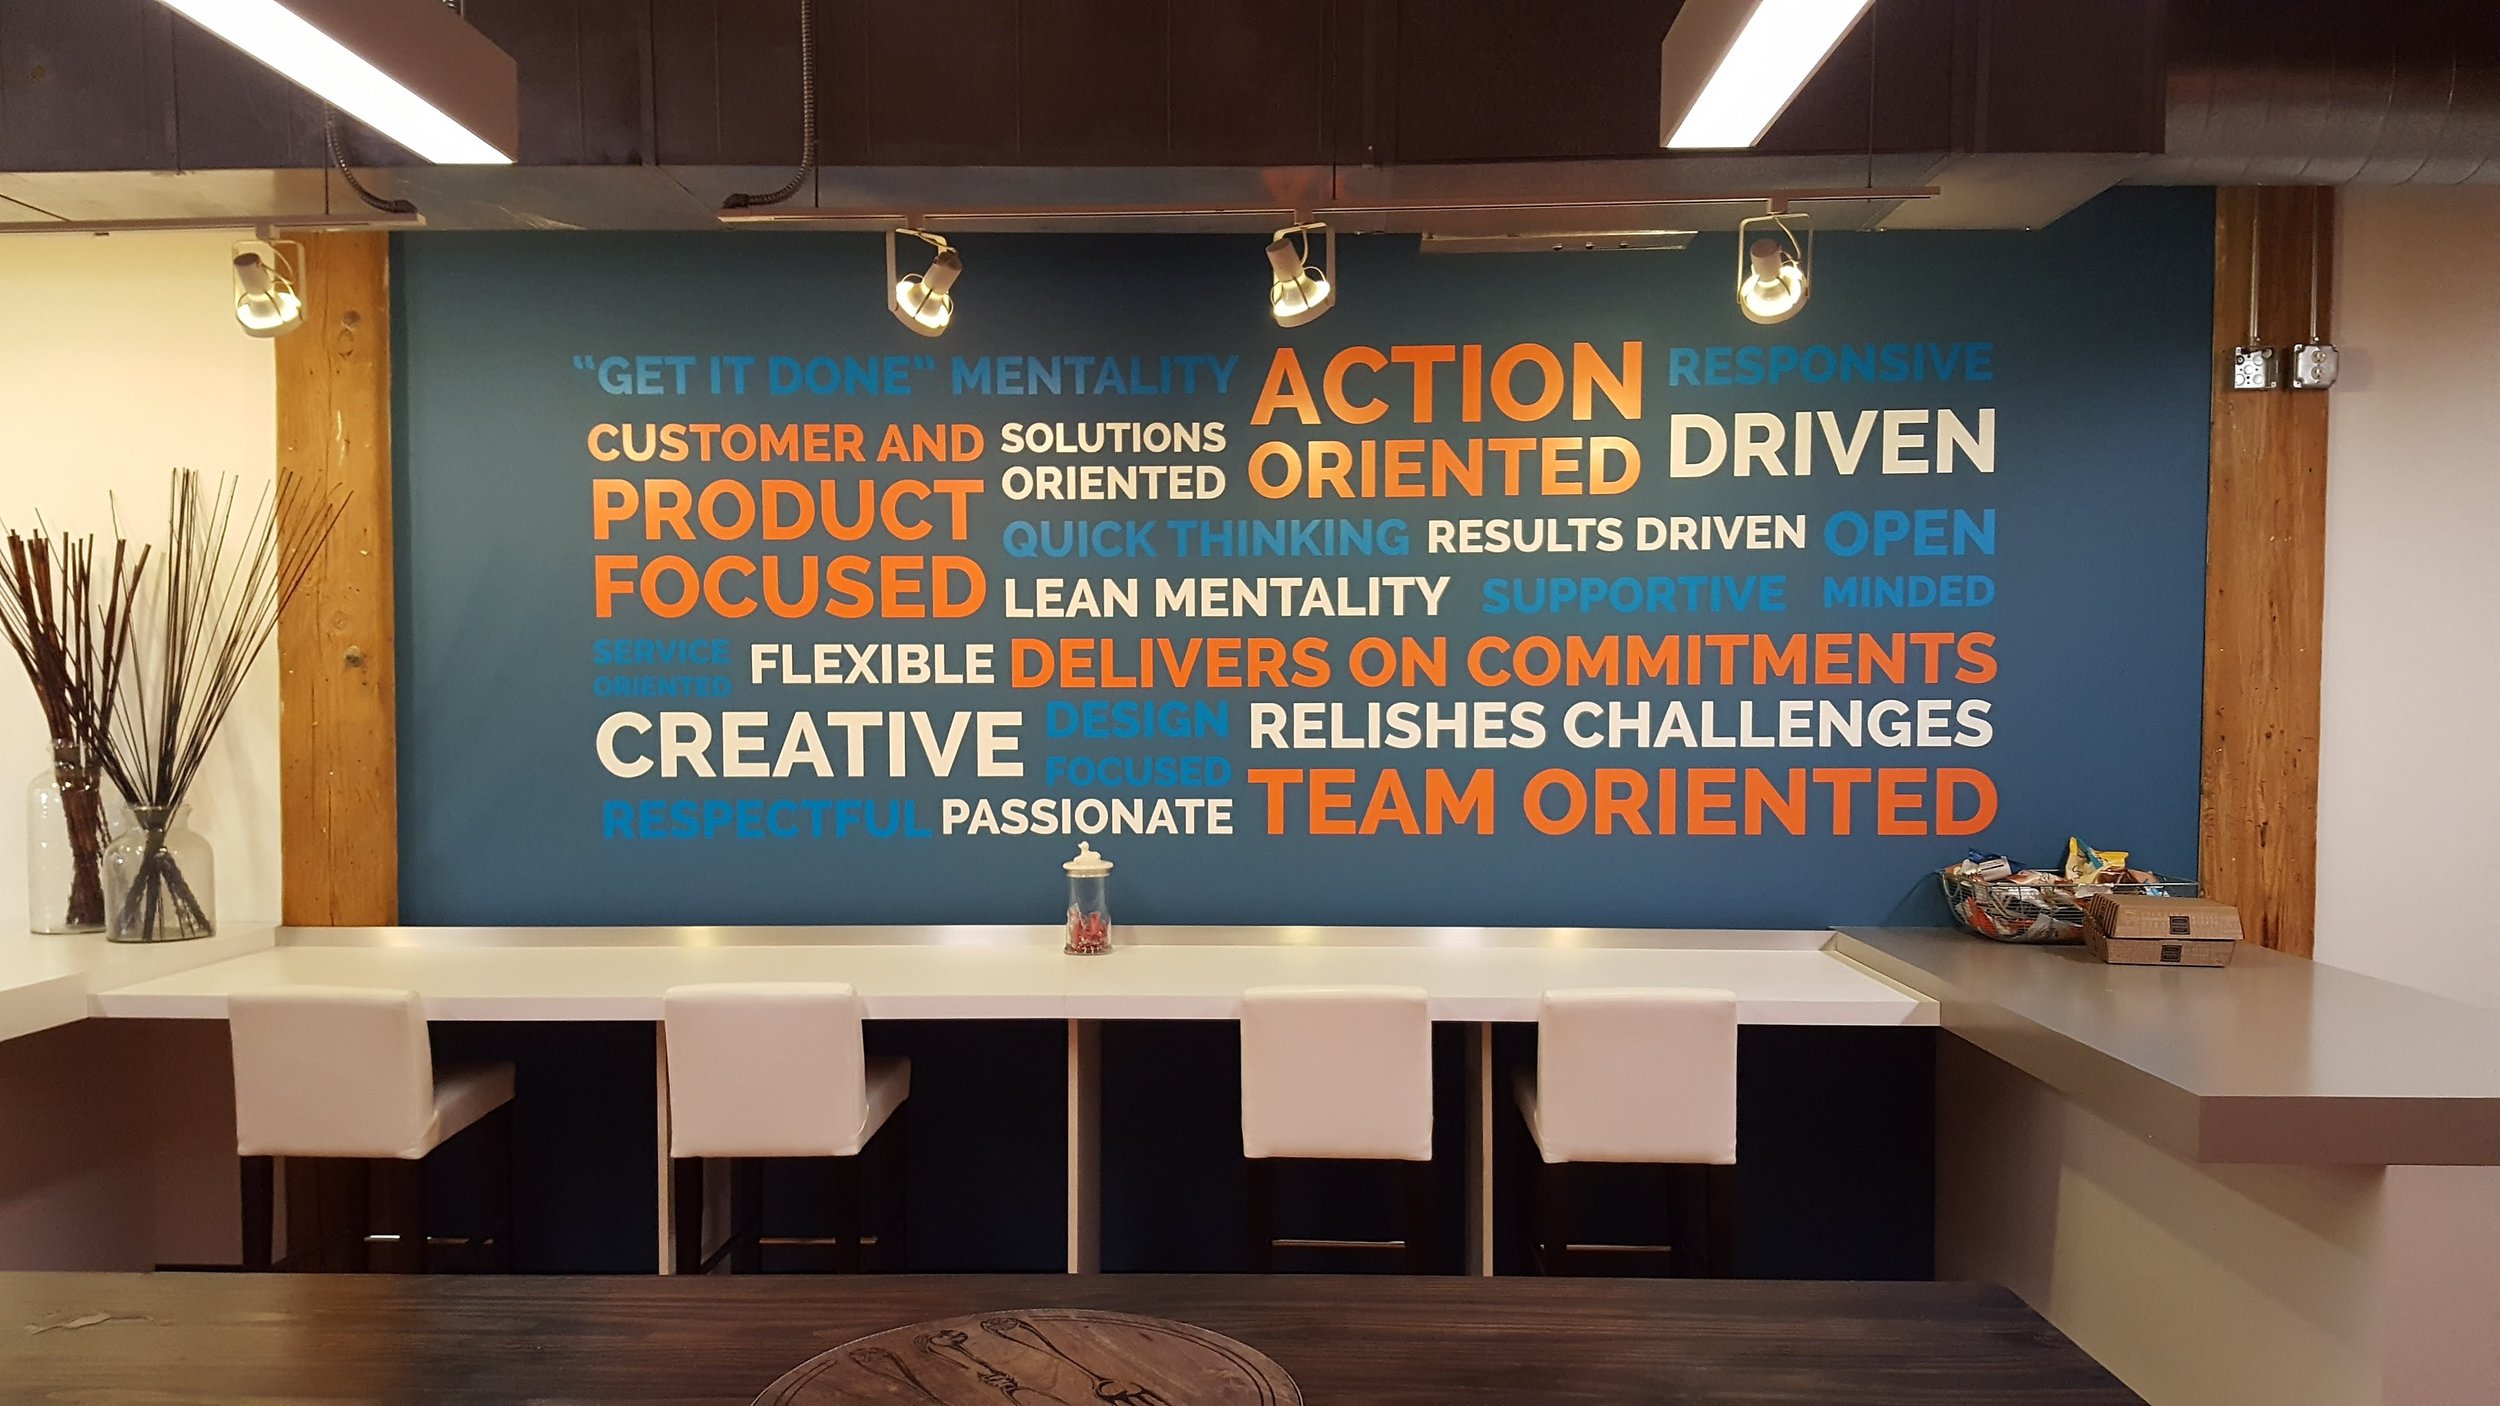 “GET IT DONE” MENTALITY
ACTION
ORIENTED
RESPONSIVE
DRIVEN
CUSTOMER AND
PRODUCT
FOCUSED
SOLUTIONS
ORIENTED
QUICK THINKING
RESULTS DRIVEN
OPEN
MINDED
LEAN MENTALITY
SUPPORTIVE
SERVICE
ORIENTED
FLEXIBLE
DELIVERS ON COMMITMENTS
CREATIVE
DESIGN
FOCUSED
RELISHES CHALLENGES
RESPECTFUL
PASSIONATE
TEAM ORIENTED